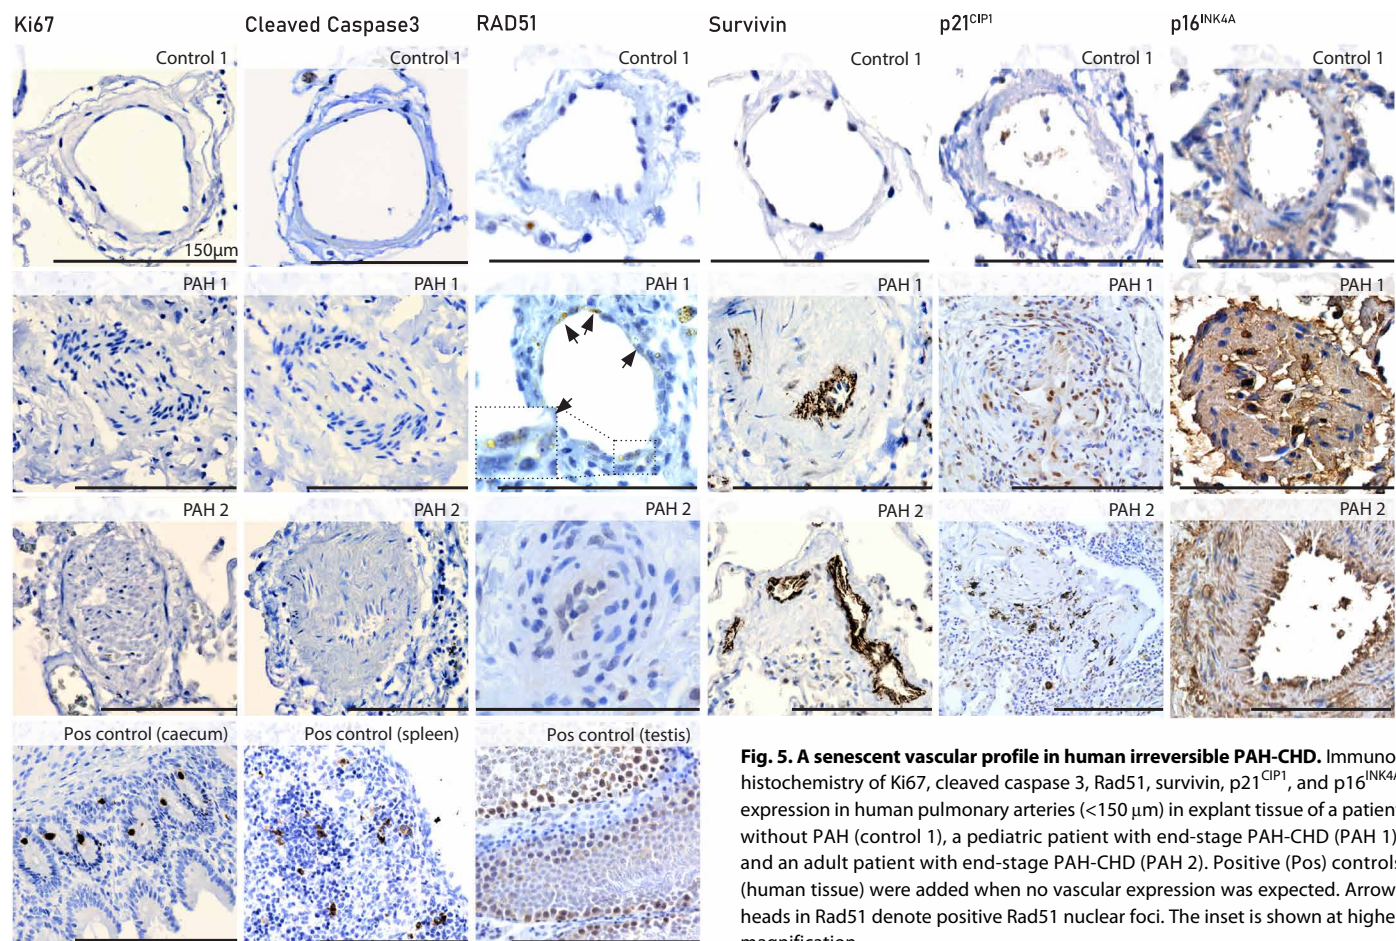 Ki67
Cleaved Caspase3
RAD51
Survivin
p21CIP1
p16INK4A
Control 1
Control 1
Control 1
Control 1
Control 1
Control 1
150μm
PAH 1
PAH 1
PAH 1
PAH 1
PAH 1
PAH 1
PAH 2
PAH 2
PAH 2
PAH 2
PAH 2
PAH 2
Pos control (caecum)
Pos control (spleen)
Pos control (testis)
Fig. 5. A senescent vascular profile in human irreversible PAH-CHD. Immuno
histochemistry of Ki67, cleaved caspase 3, Rad51, survivin, p21CIP1, and p16INK4A
expression in human pulmonary arteries (<150 μm) in explant tissue of a patient
without PAH (control 1), a pediatric patient with end-stage PAH-CHD (PAH 1)
and an adult patient with end-stage PAH-CHD (PAH 2). Positive (Pos) controls
(human tissue) were added when no vascular expression was expected. Arrow
heads in Rad51 denote positive Rad51 nuclear foci. The inset is shown at highe
magnification